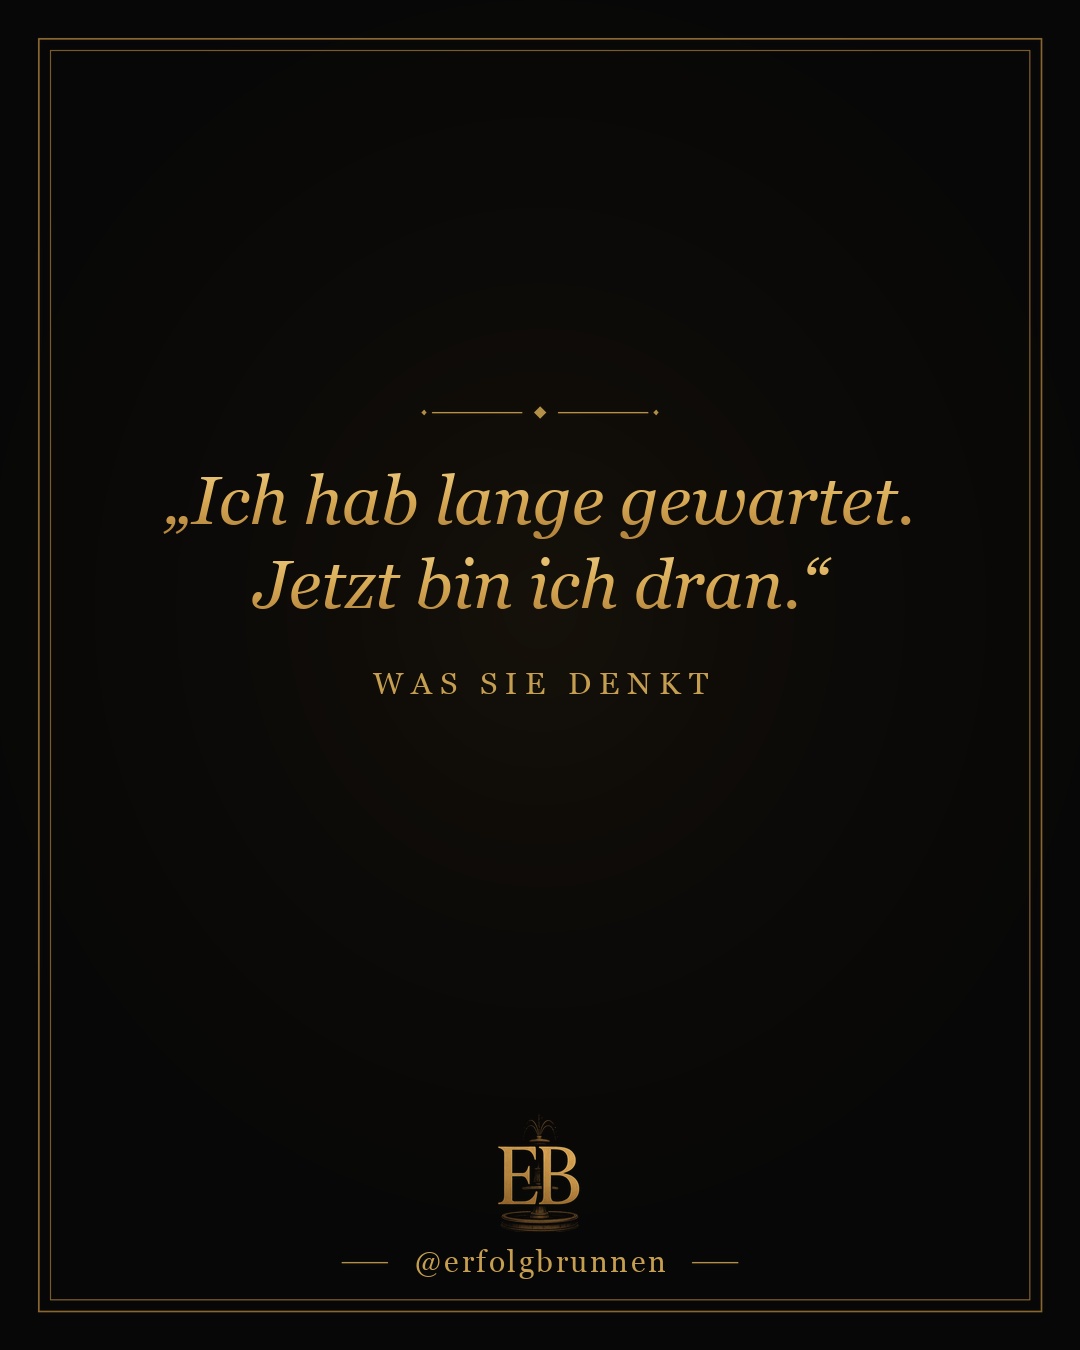 „Ich hab lange gewartet.
Jetzt bin ich dran.“
WAS SIE DENKT
EB
@erfolgbrunnen